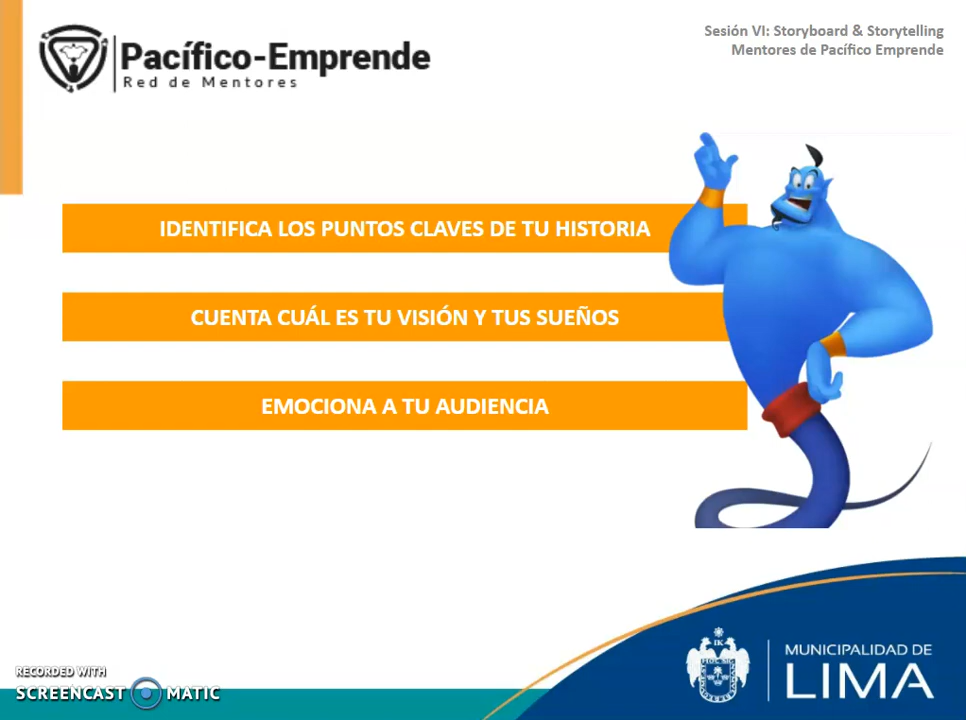 Pacífico-Emprende
Red de Mentores
Sesión VI: Storyboard & Storytelling
Mentores de Pacífico Emprende
IDENTIFICA LOS PUNTOS CLAVES DE TU HISTORIA
CUENTA CUÁL ES TU VISIÓN Y TUS SUEÑOS
EMOCIONA A TU AUDIENCIA
RECORDED WITH
SCREENCAST MATIC
IK
MUNICIPALIDAD DE
LIMA